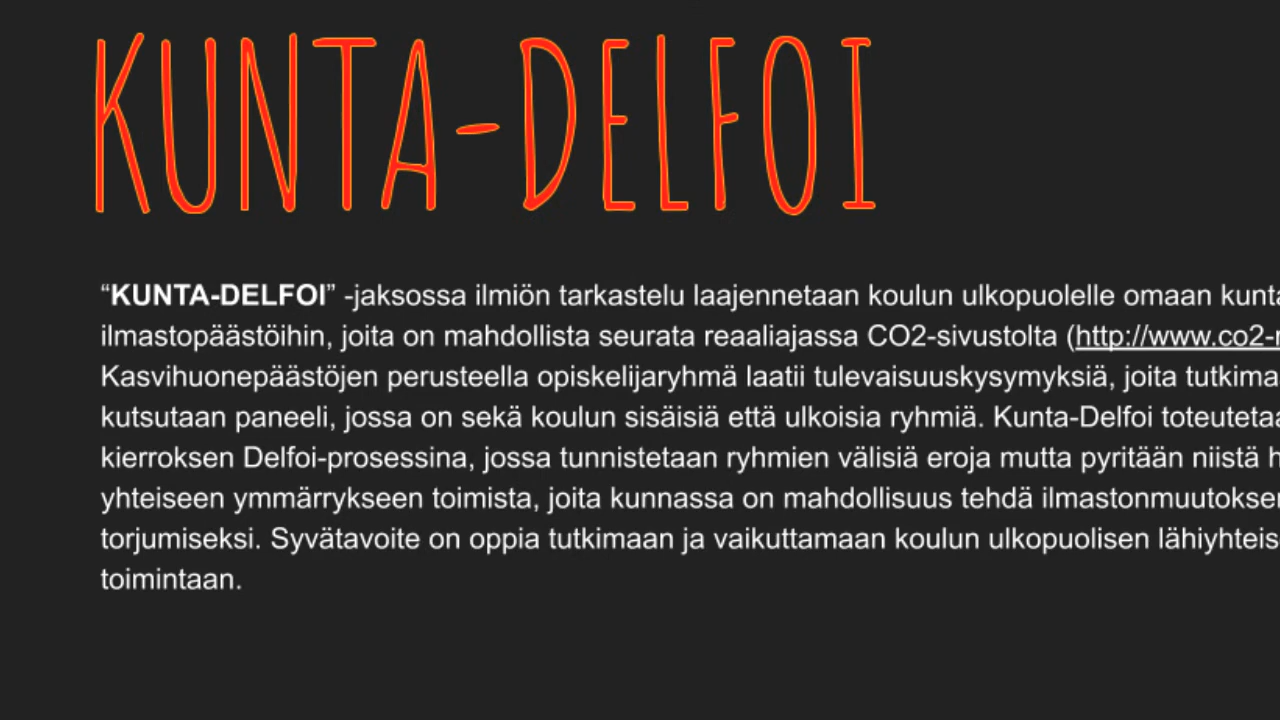 KUNTA-DELFOI
“KUNTA-DELFOI” -jaksossa ilmiön tarkastelu laajennetaan koulun ulkopuolelle omaan kunta
ilmastopäästöihin, joita on mahdollista seurata reaaliajassa CO2-sivustolta (http://www.co2-r
Kasvihuonepäästöjen perusteella opiskelijaryhmä laatii tulevaisuuskysymyksiä, joita tutkima
kutsutaan paneeli, jossa on sekä koulun sisäisiä että ulkoisia ryhmiä. Kunta-Delfoi toteutetaa
kierroksen Delfoi-prosessina, jossa tunnistetaan ryhmien välisiä eroja mutta pyritään niistä h
yhteiseen ymmärrykseen toimista, joita kunnassa on mahdollisuus tehdä ilmastonmuutoksen
torjumiseksi. Syvätavoite on oppia tutkimaan ja vaikuttamaan koulun ulkopuolisen lähiyhteis
toimintaan.